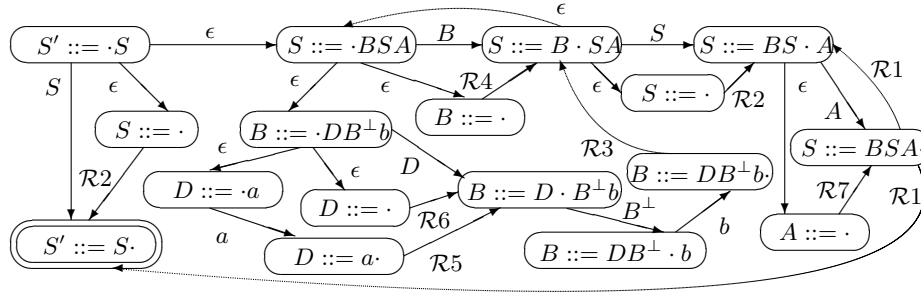 S′ ::= ·S
ϵ
S ::= ·BSA
B
ϵ
S ::= B · SA
S
S ::= BS · A
S
ϵ
ϵ
ϵ
R4
ϵ
S ::= ·
R2
ϵ
A
R1
S ::= ·
B ::= ·DB⊥b
B ::= ·
R3
S ::= BSA·
R2
ϵ
ϵ
D
B ::= DB⊥b·
R7
R1
D ::= ·a
D ::= ·
R6
B ::= D · B⊥b
B⊥
b
A ::= ·
S′ ::= S·
a
D ::= a·
R5
B ::= DB⊥ · b